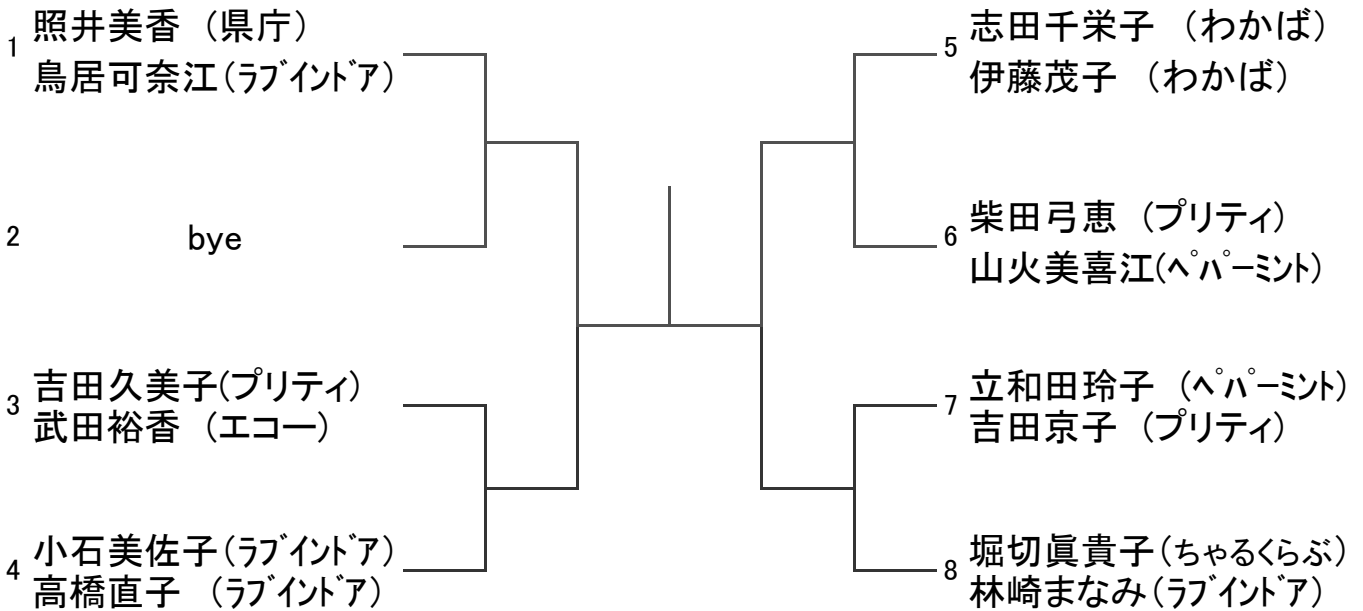 1 照井美香 （県庁）
鳥居可奈江（ﾗﾌﾞｲﾝﾄﾞｱ）
2 bye
3 吉田久美子(プリティ)
武田裕香 （エコー）
4 小石美佐子（ﾗﾌﾞｲﾝﾄﾞｱ）
高橋直子 （ﾗﾌﾞｲﾝﾄﾞｱ）
5 志田千栄子 （わかば）
伊藤茂子 （わかば）
6 柴田弓恵 （プリティ）
山火美喜江(ﾍﾟﾊﾟｰﾐﾝﾄ）
7 立和田玲子 （ﾍﾟﾊﾟｰﾐﾝﾄ）
吉田京子 （プリティ）
8 堀切眞貴子（ちゃるくらぶ）
林崎まなみ（ﾗﾌﾞｲﾝﾄﾞｱ）